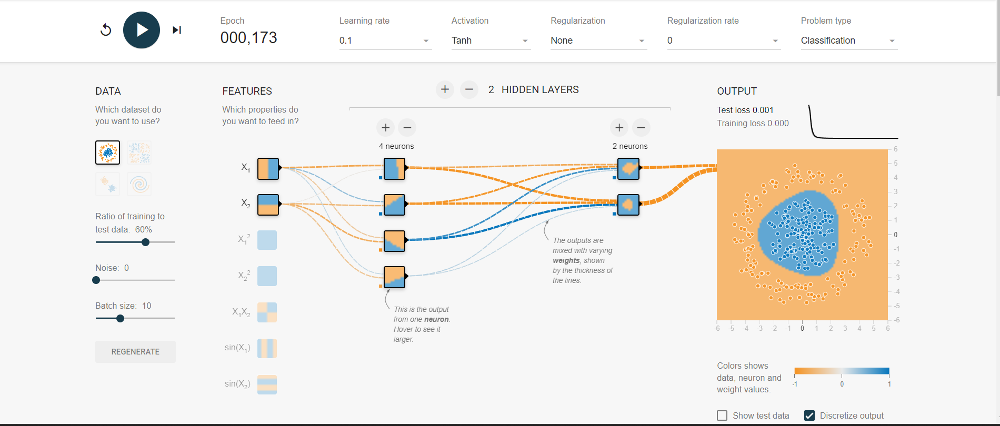 Epoch
000,173
Learning rate
0.1
Activation
Tanh
Regularization
None
Regularization rate
0
Problem type
Classification
DATA
Which dataset do
you want to use?
Ratio of training to
test data: 60%
Noise: 0
Batch size: 10
REGENERATE
FEATURES
Which properties do
you want to feed in?
X1
X2
X1²
X2²
X1X2
sin(X1)
sin(X2)
+ − 2 HIDDEN LAYERS
+ −
4 neurons
+ −
2 neurons
This is the output
from one neuron.
Hover to see it
larger.
The outputs are
mixed with varying
weights, shown
by the thickness of
the lines.
OUTPUT
Test loss 0.001
Training loss 0.000
6
5
4
3
2
1
0
-1
-2
-3
-4
-5
-6
-6 -5 -4 -3 -2 -1 0 1 2 3 4 5 6
Colors shows
data, neuron and
weight values.
-1 0 1
Show test data
Discretize output